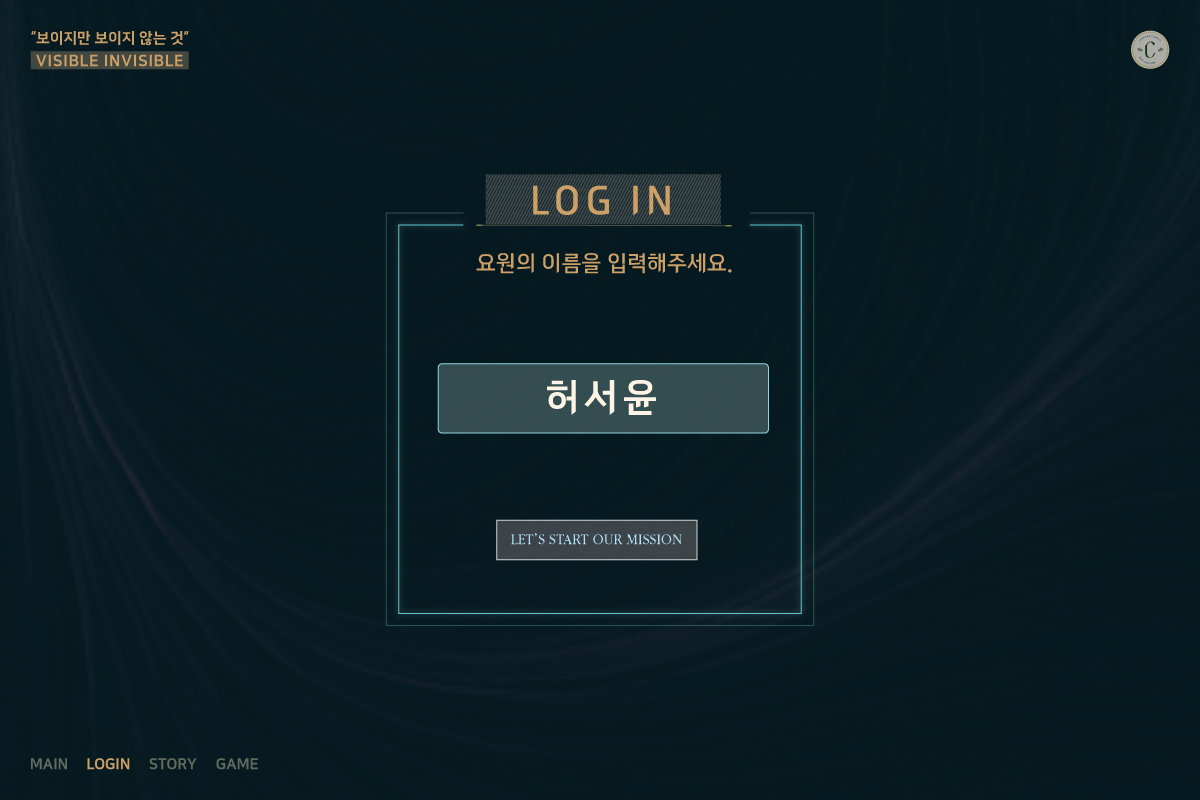 “보이지만 보이지 않는 것”
VISIBLE INVISIBLE
C
LOG IN
요원의 이름을 입력해주세요.
허서윤
LET’S START OUR MISSION
MAIN LOGIN STORY GAME